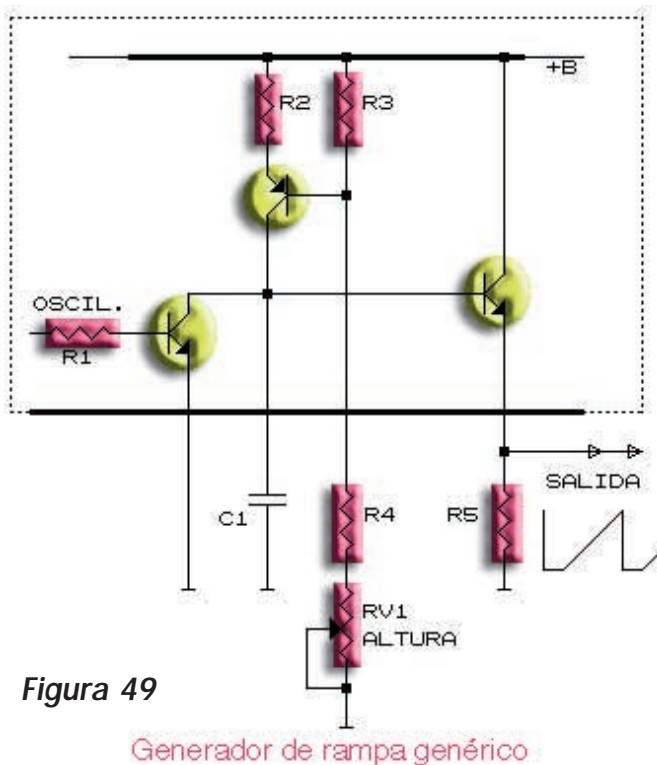 +B
R2
R3
OSCIL.
R1
SALIDA
C1
R4
R5
RV1
ALTURA
Figura 49
Generador de rampa genérico